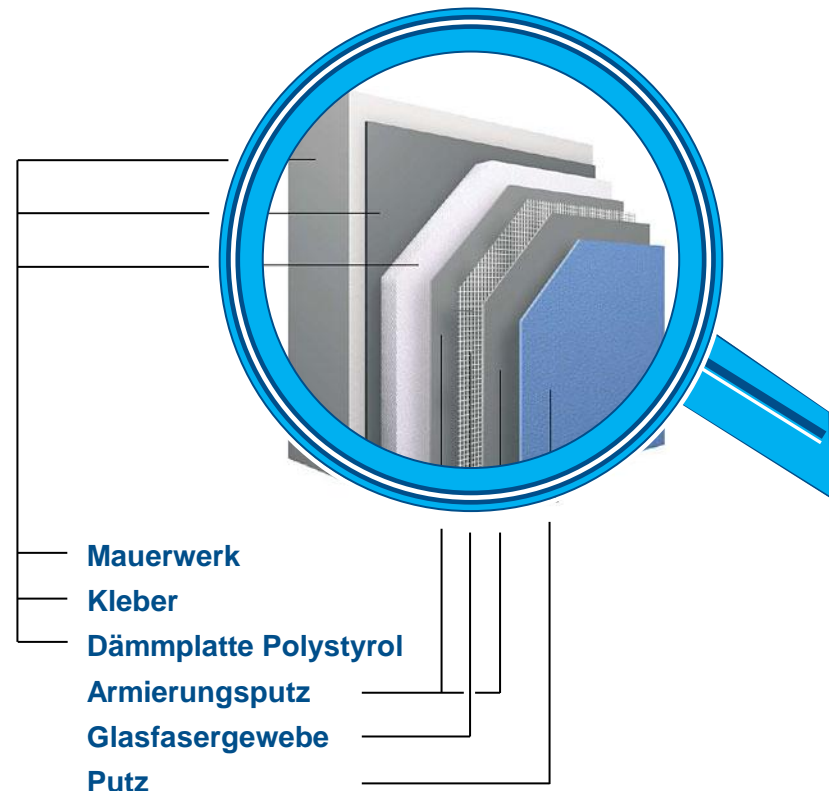 Mauerwerk
Kleber
Dämmplatte Polystyrol
Armierungsputz
Glasfasergewebe
Putz